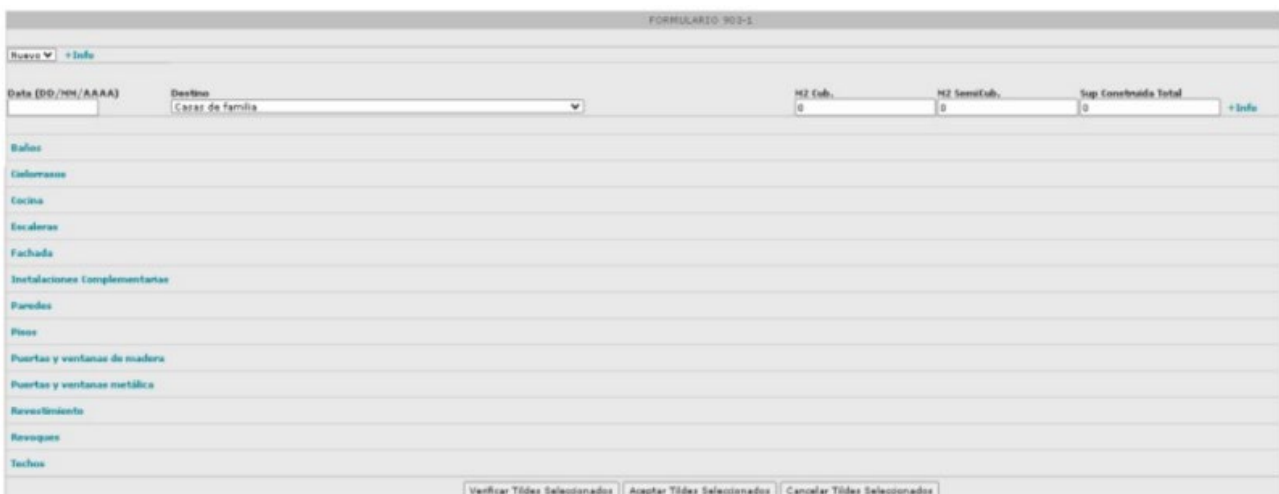 FORMULARIO 903-1
Nuevo +Info
Data (DD/MM/AAAA) Destino M2 Cub. M2 SemiCub. Sup Construida Total
Casas de familia 0 0 0 +Info
Baños
Cielorrasos
Cocina
Escaleras
Fachada
Instalaciones Complementarias
Paredes
Pisos
Puertas y ventanas de madera
Puertas y ventanas metálica
Revestimiento
Revoques
Techos
Verificar Tildes Seleccionados Aceptar Tildes Seleccionados Cancelar Tildes Seleccionados